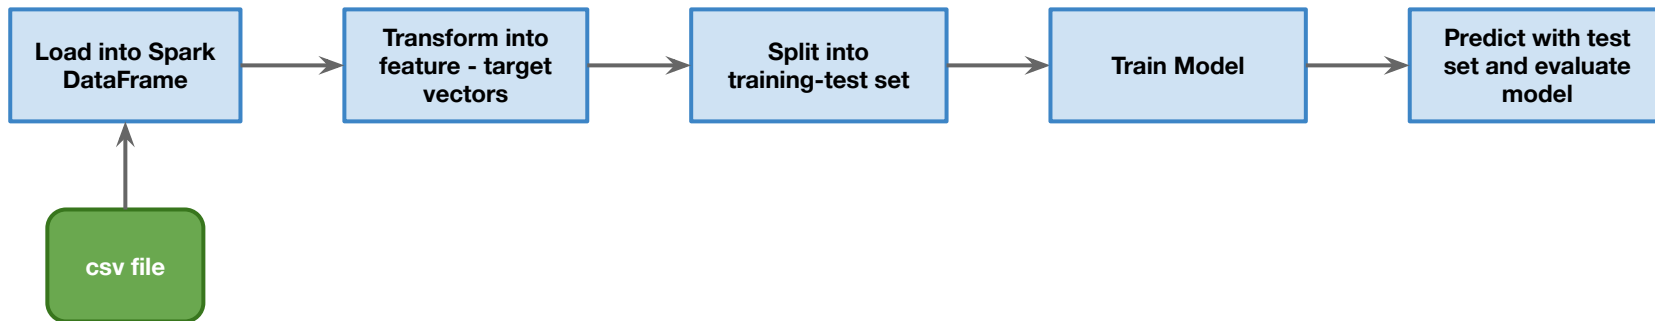 Load into Spark
DataFrame
Transform into
feature - target
vectors
Split into
training-test set
Train Model
Predict with test
set and evaluate
model
csv file